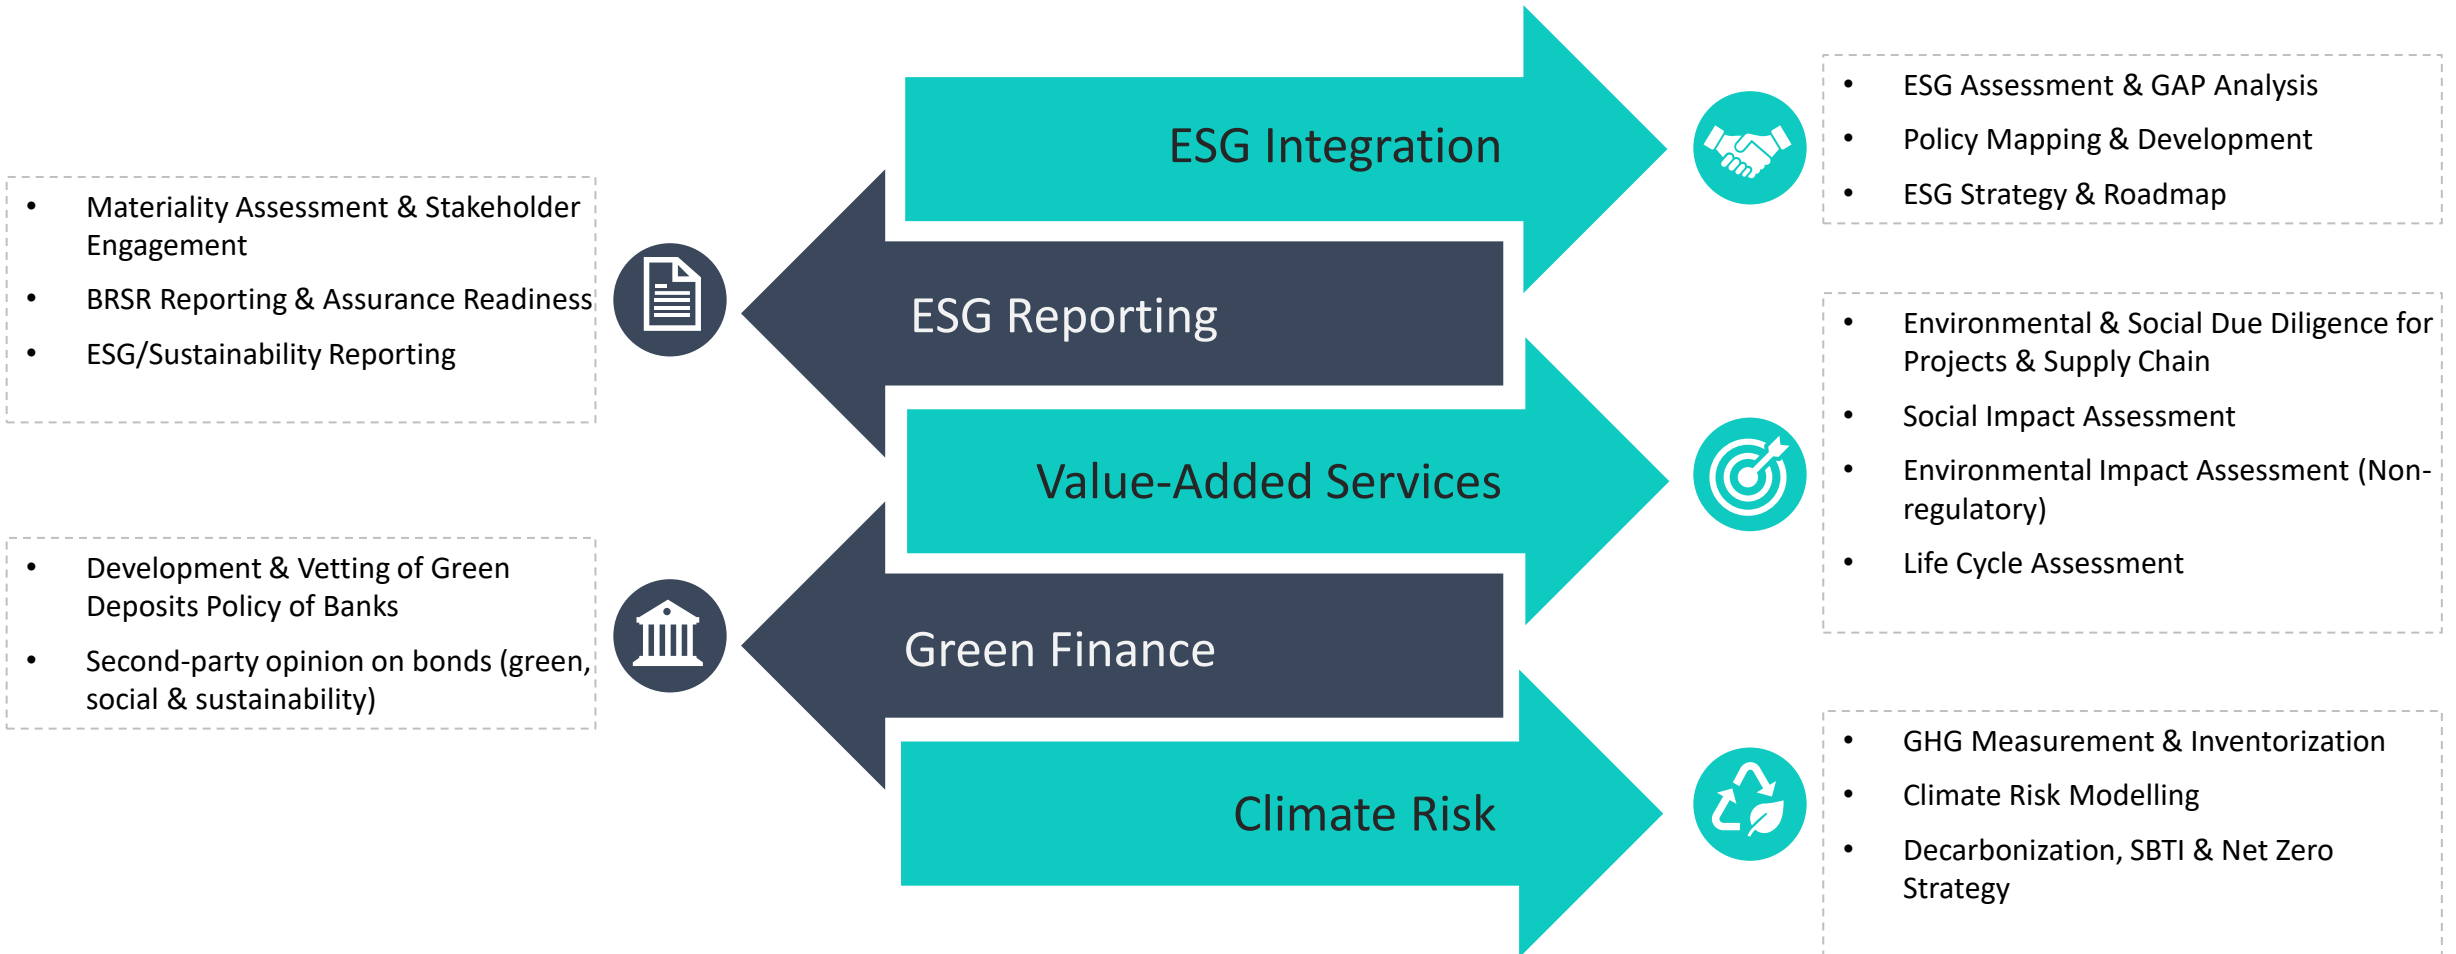 ESG Integration
• ESG Assessment & GAP Analysis
• Policy Mapping & Development
• ESG Strategy & Roadmap
ESG Reporting
• Materiality Assessment & Stakeholder
Engagement
• BRSR Reporting & Assurance Readiness
• ESG/Sustainability Reporting
Value-Added Services
• Environmental & Social Due Diligence for
Projects & Supply Chain
• Social Impact Assessment
• Environmental Impact Assessment (Non-
regulatory)
• Life Cycle Assessment
Green Finance
• Development & Vetting of Green
Deposits Policy of Banks
• Second-party opinion on bonds (green,
social & sustainability)
Climate Risk
• GHG Measurement & Inventorization
• Climate Risk Modelling
• Decarbonization, SBTI & Net Zero
Strategy